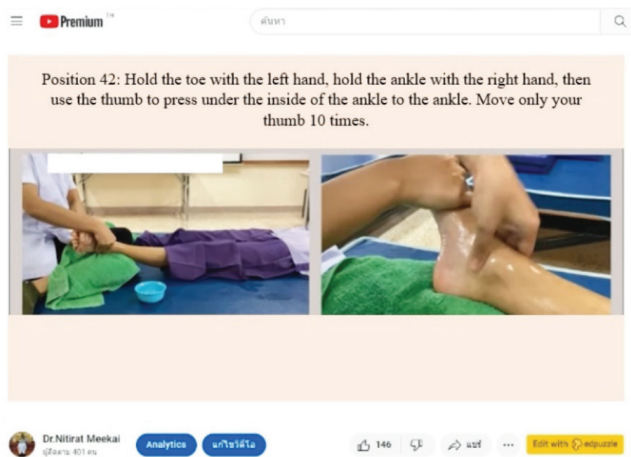 Premium TH
ค้นหา
Position 42: Hold the toe with the left hand, hold the ankle with the right hand, then
use the thumb to press under the inside of the ankle to the ankle. Move only your
thumb 10 times.
Dr.Nitirat Meekai
ผู้ติดตาม 401 คน
Analytics
แก้ไขวิดีโอ
146
แชร์
Edit with edpuzzle